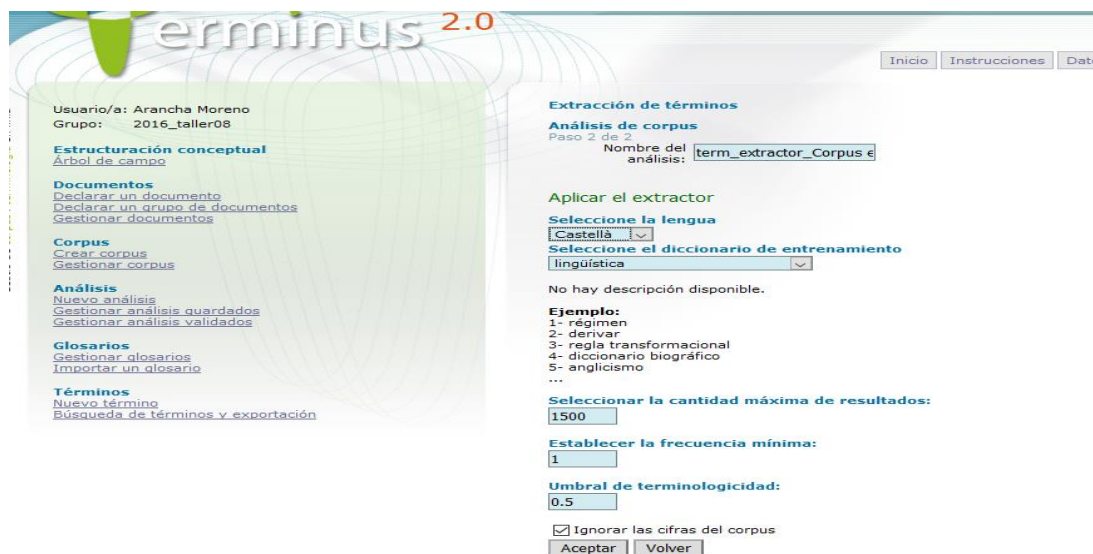 erminus 2.0
Inicio Instrucciones
Usuario/a: Arancha Moreno
Grupo: 2016_taller08
Estructuración conceptual
Árbol de campo
Documentos
Declarar un documento
Declarar un grupo de documentos
Gestionar documentos
Corpus
Crear corpus
Gestionar corpus
Análisis
Nuevo análisis
Gestionar análisis guardados
Gestionar análisis validados
Glosarios
Gestionar glosarios
Importar un glosario
Términos
Nuevo término
Búsqueda de términos y exportación
Extracción de términos
Análisis de corpus
Paso 2 de 2
Nombre del análisis: term_extractor_Corpus e
Aplicar el extractor
Seleccione la lengua
Castellà
Seleccione el diccionario de entrenamiento
lingüística
No hay descripción disponible.
Ejemplo:
1- régimen
2- derivar
3- regla transformacional
4- diccionario biográfico
5- anglicismo
...
Seleccionar la cantidad máxima de resultados:
1500
Establecer la frecuencia mínima:
1
Umbral de terminologicidad:
0.5
Ignorar las cifras del corpus
Aceptar Volver